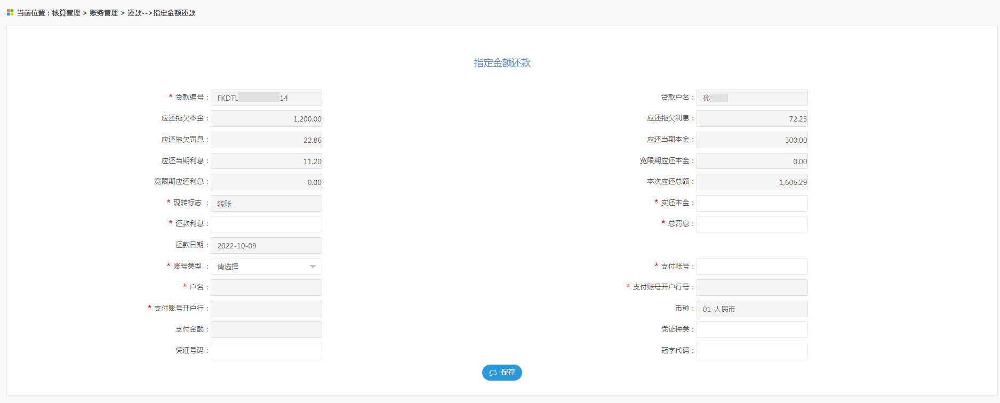 当前位置：核算管理 > 账务管理 > 还款-->指定金额还款
指定金额还款
* 贷款编号： FKDTL 14 贷款户名： 孙
应还拖欠本金： 1,200.00 应还拖欠利息： 72.23
应还拖欠罚息： 22.86 应还当期本金： 300.00
应还当期利息： 11.20 宽限期应还本金： 0.00
宽限期应还利息： 0.00 本次应还总额： 1,606.29
* 现转标志 ： 转账 * 实还本金：
* 还款利息： * 总罚息：
还款日期： 2022-10-09
* 账号类型 ： 请选择 * 支付账号：
* 户名： * 支付账号开户行号：
* 支付账号开户行： 币种： 01-人民币
支付金额： 凭证种类：
凭证号码： 冠字代码：
保存